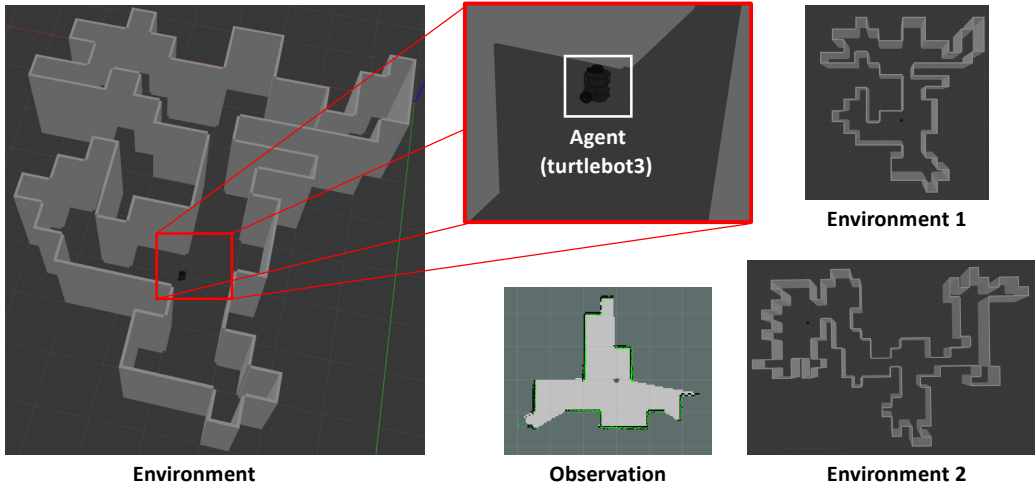 Agent
(turtlebot3)
Environment 1
Environment
Observation
Environment 2